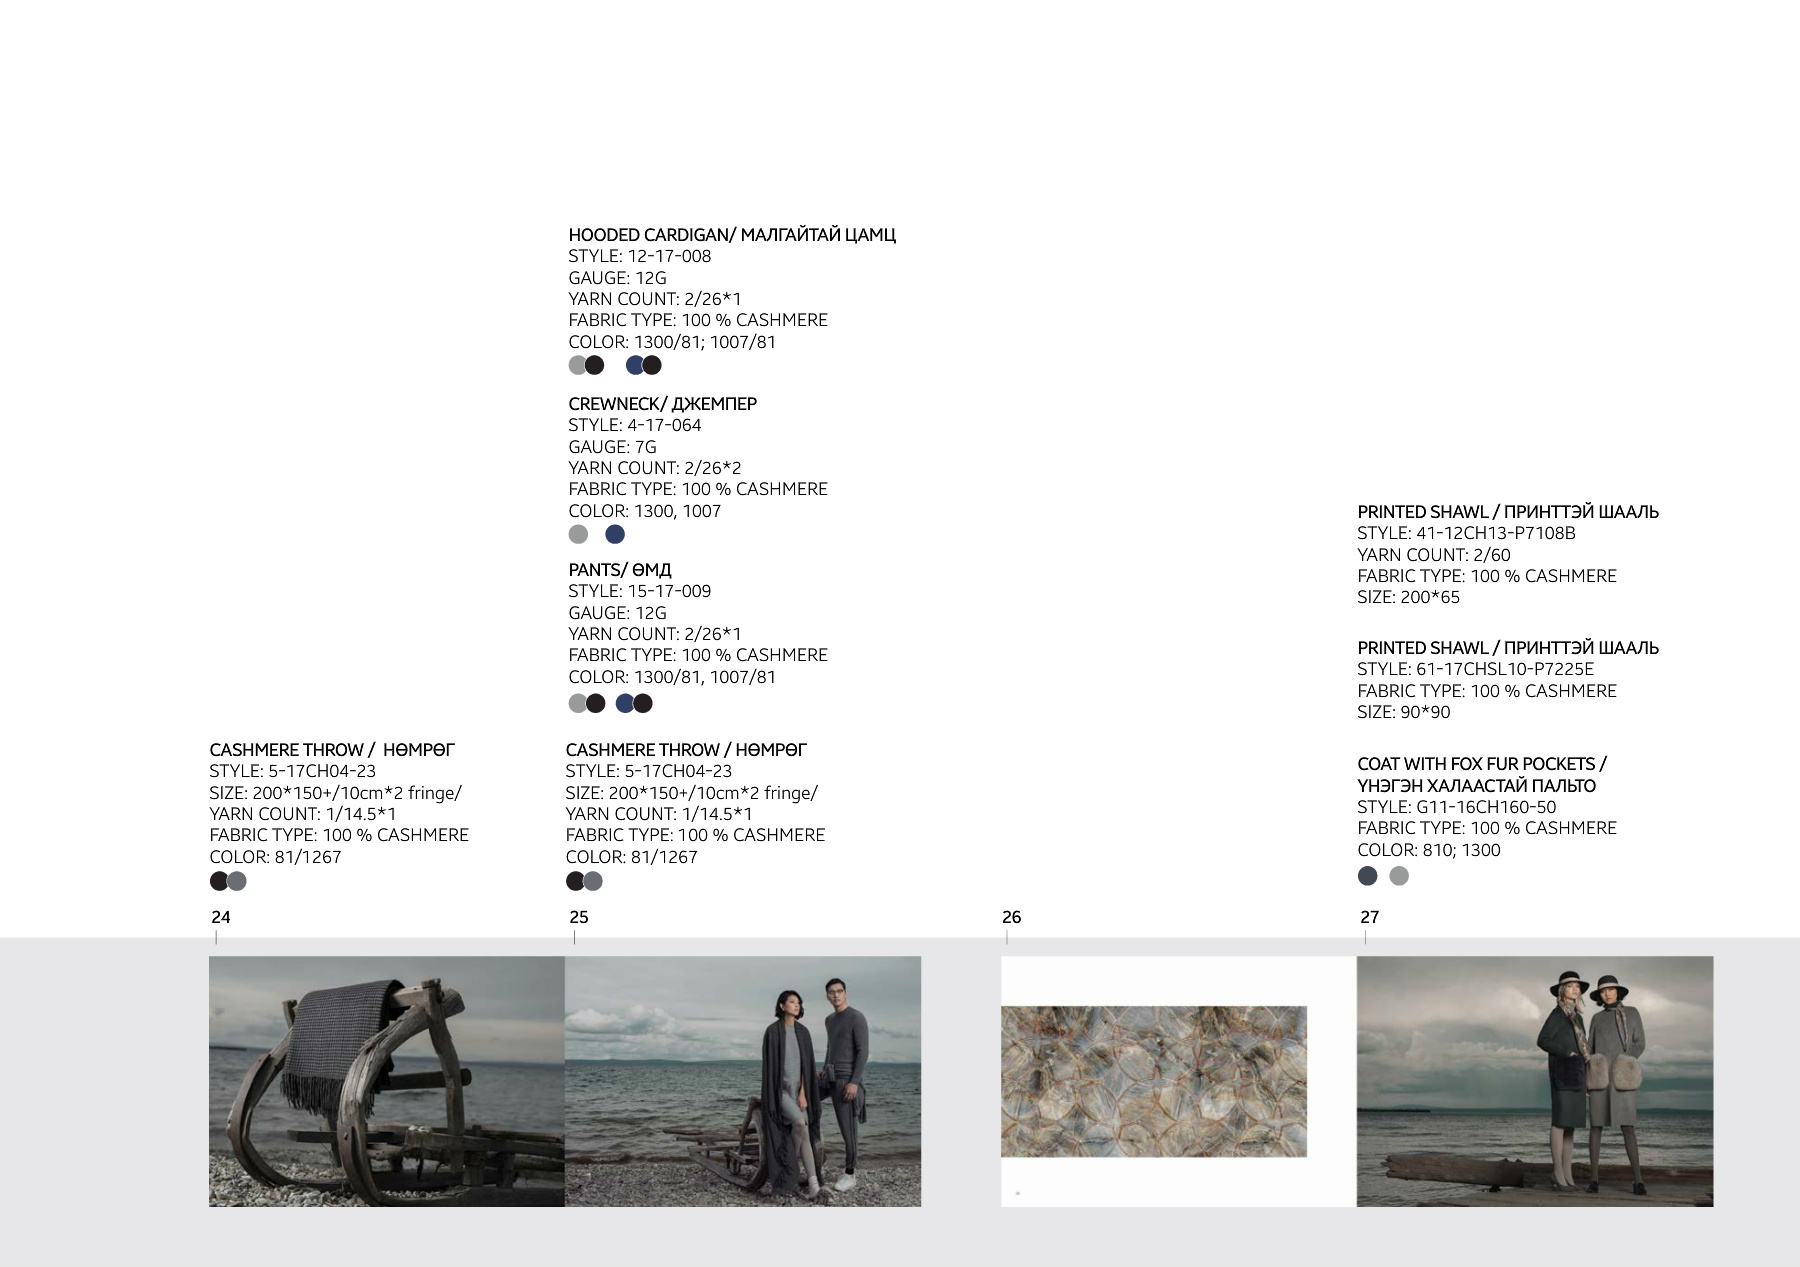 HOODED CARDIGAN/ МАЛГАЙТАЙ ЦАМЦ
STYLE: 12-17-008
GAUGE: 12G
YARN COUNT: 2/26*1
FABRIC TYPE: 100 % CASHMERE
COLOR: 1300/81; 1007/81
CREWNECK/ ДЖЕМПЕР
STYLE: 4-17-064
GAUGE: 7G
YARN COUNT: 2/26*2
FABRIC TYPE: 100 % CASHMERE
COLOR: 1300, 1007
PANTS/ ӨМД
STYLE: 15-17-009
GAUGE: 12G
YARN COUNT: 2/26*1
FABRIC TYPE: 100 % CASHMERE
COLOR: 1300/81, 1007/81
CASHMERE THROW / НӨМРӨГ
STYLE: 5-17CH04-23
SIZE: 200*150+/10cm*2 fringe/
YARN COUNT: 1/14.5*1
FABRIC TYPE: 100 % CASHMERE
COLOR: 81/1267
CASHMERE THROW / НӨМРӨГ
STYLE: 5-17CH04-23
SIZE: 200*150+/10cm*2 fringe/
YARN COUNT: 1/14.5*1
FABRIC TYPE: 100 % CASHMERE
COLOR: 81/1267
PRINTED SHAWL / ПРИНТТЭЙ ШААЛЬ
STYLE: 41-12CH13-P7108B
YARN COUNT: 2/60
FABRIC TYPE: 100 % CASHMERE
SIZE: 200*65
PRINTED SHAWL / ПРИНТТЭЙ ШААЛЬ
STYLE: 61-17CHSL10-P7225E
FABRIC TYPE: 100 % CASHMERE
SIZE: 90*90
COAT WITH FOX FUR POCKETS /
ҮНЭГЭН ХАЛААСТАЙ ПАЛЬТО
STYLE: G11-16CH160-50
FABRIC TYPE: 100 % CASHMERE
COLOR: 810; 1300
24
25
26
27